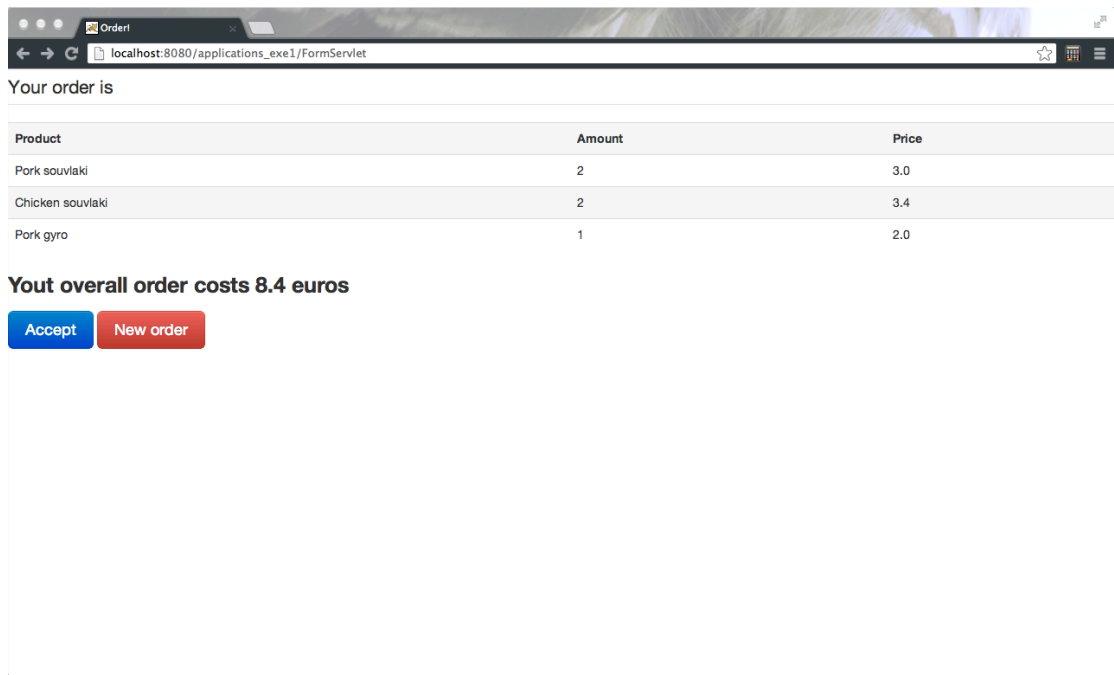 Order!
localhost:8080/applications_exe1/FormServlet
Your order is
Product Amount Price
Pork souvlaki 2 3.0
Chicken souvlaki 2 3.4
Pork gyro 1 2.0
Yout overall order costs 8.4 euros
Accept New order